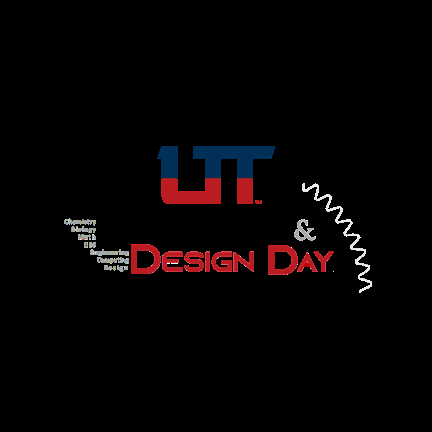 UT
&
Chemistry
Biology
Math
Engineering
Computing
Design
DESIGN DAY